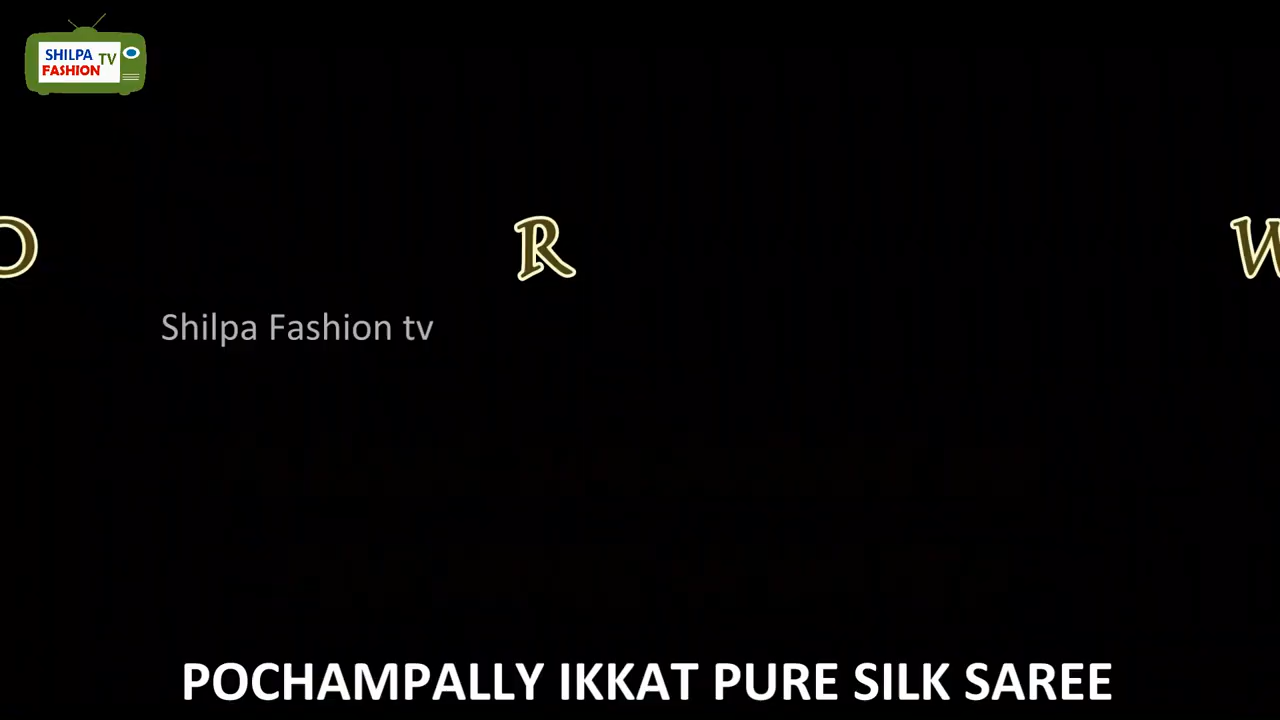 SHILPA TV
FASHION
O R W
Shilpa Fashion tv
POCHAMPALLY IKKAT PURE SILK SAREE